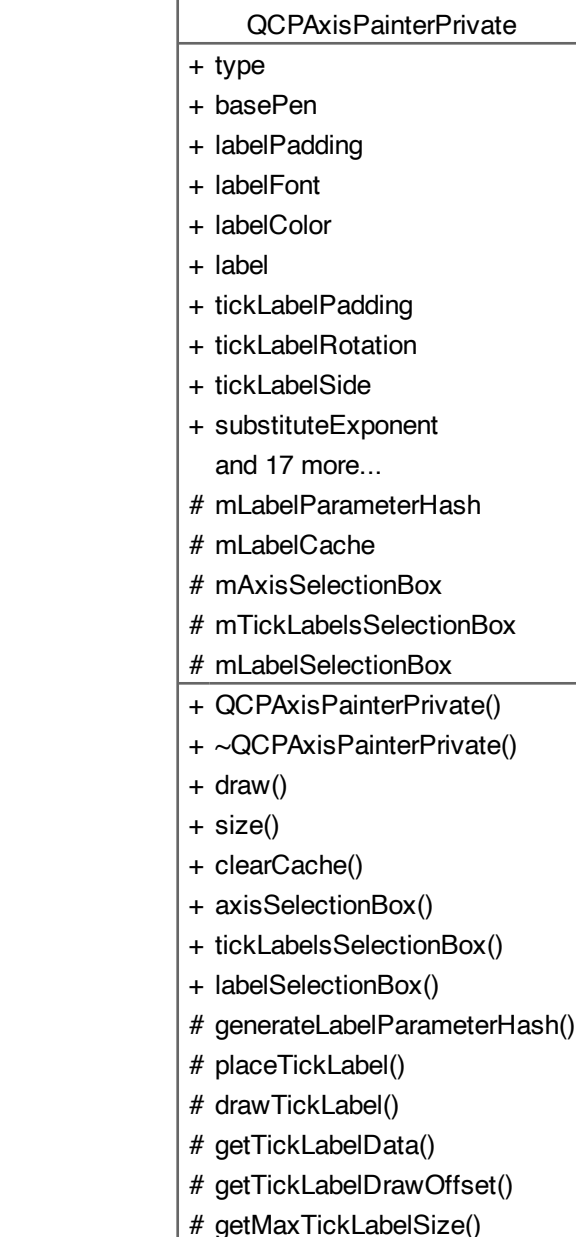 QCPAxisPainterPrivate
+ type
+ basePen
+ labelPadding
+ labelFont
+ labelColor
+ label
+ tickLabelPadding
+ tickLabelRotation
+ tickLabelSide
+ substituteExponent
and 17 more...
# mLabelParameterHash
# mLabelCache
# mAxisSelectionBox
# mTickLabelsSelectionBox
# mLabelSelectionBox
+ QCPAxisPainterPrivate()
+ ~QCPAxisPainterPrivate()
+ draw()
+ size()
+ clearCache()
+ axisSelectionBox()
+ tickLabelsSelectionBox()
+ labelSelectionBox()
# generateLabelParameterHash()
# placeTickLabel()
# drawTickLabel()
# getTickLabelData()
# getTickLabelDrawOffset()
# getMaxTickLabelSize()